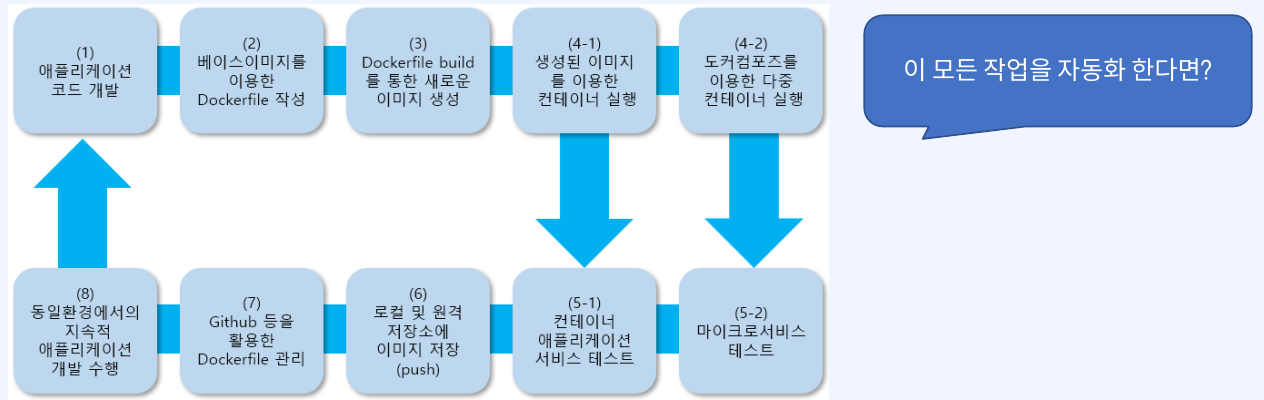 (1)
애플리케이션
코드 개발
(2)
베이스이미지를
이용한
Dockerfile 작성
(3)
Dockerfile build
를 통한 새로운
이미지 생성
(4-1)
생성된 이미지
를 이용한
컨테이너 실행
(4-2)
도커컴포즈를
이용한 다중
컨테이너 실행
이 모든 작업을 자동화 한다면?
(8)
동일환경에서의
지속적
애플리케이션
개발 수행
(7)
Github 등을
활용한
Dockerfile 관리
(6)
로컬 및 원격
저장소에
이미지 저장
(push)
(5-1)
컨테이너
애플리케이션
서비스 테스트
(5-2)
마이크로서비스
테스트